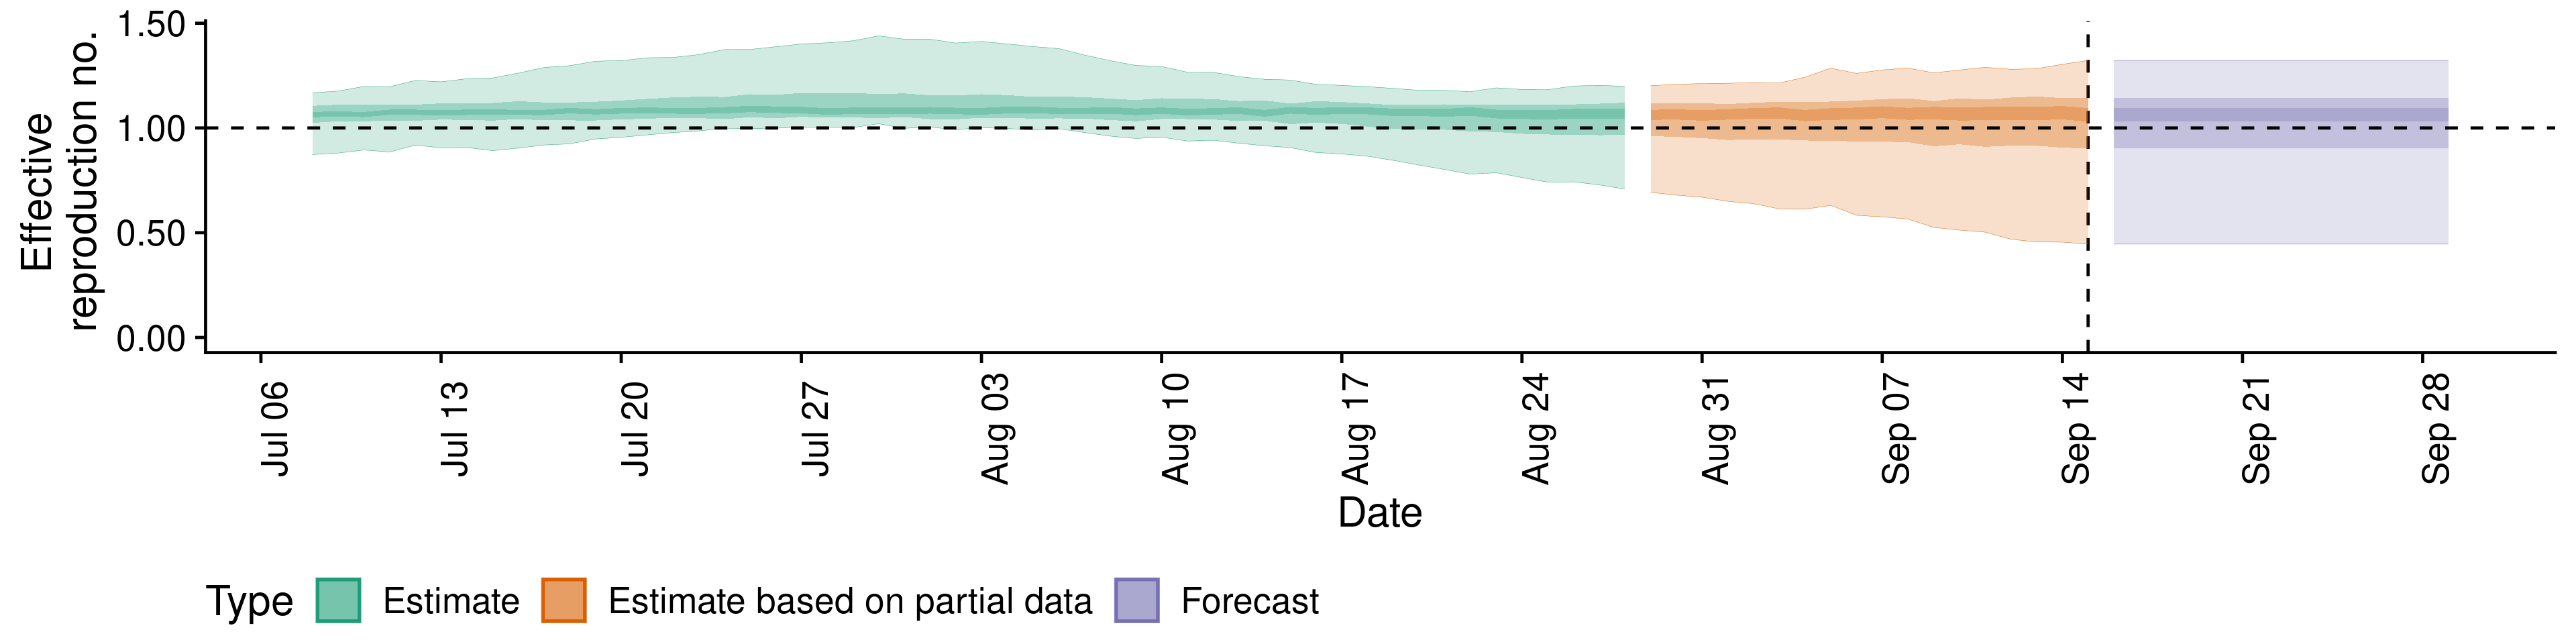 Effective
reproduction no.
1.50
1.00
0.50
0.00
Jul 06
Jul 13
Jul 20
Jul 27
Aug 03
Aug 10
Aug 17
Aug 24
Aug 31
Sep 07
Sep 14
Sep 21
Sep 28
Date
Type Estimate Estimate based on partial data Forecast